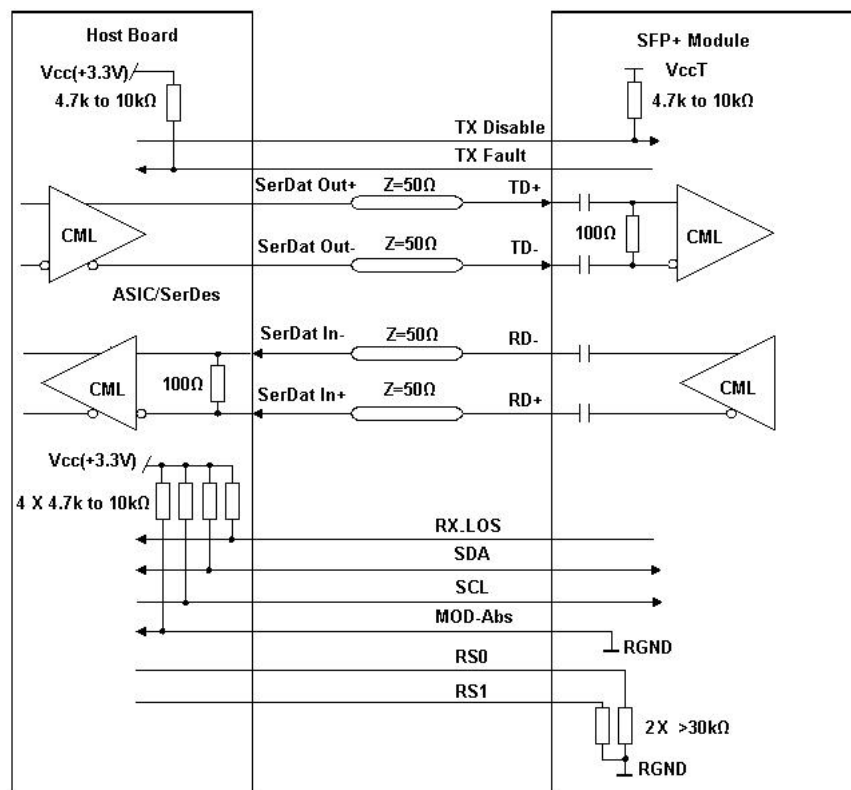 Host Board
SFP+ Module
Vcc(+3.3V)
VccT
4.7k to 10kΩ
4.7k to 10kΩ
TX Disable
TX Fault
SerDat Out+
Z=50Ω
TD+
CML
100Ω
CML
SerDat Out-
Z=50Ω
TD-
ASIC/SerDes
SerDat In-
Z=50Ω
RD-
CML
100Ω
CML
SerDat In+
Z=50Ω
RD+
Vcc(+3.3V)
4 X 4.7k to 10kΩ
RX_LOS
SDA
SCL
MOD-Abs
RGND
RS0
RS1
2 X >30kΩ
RGND